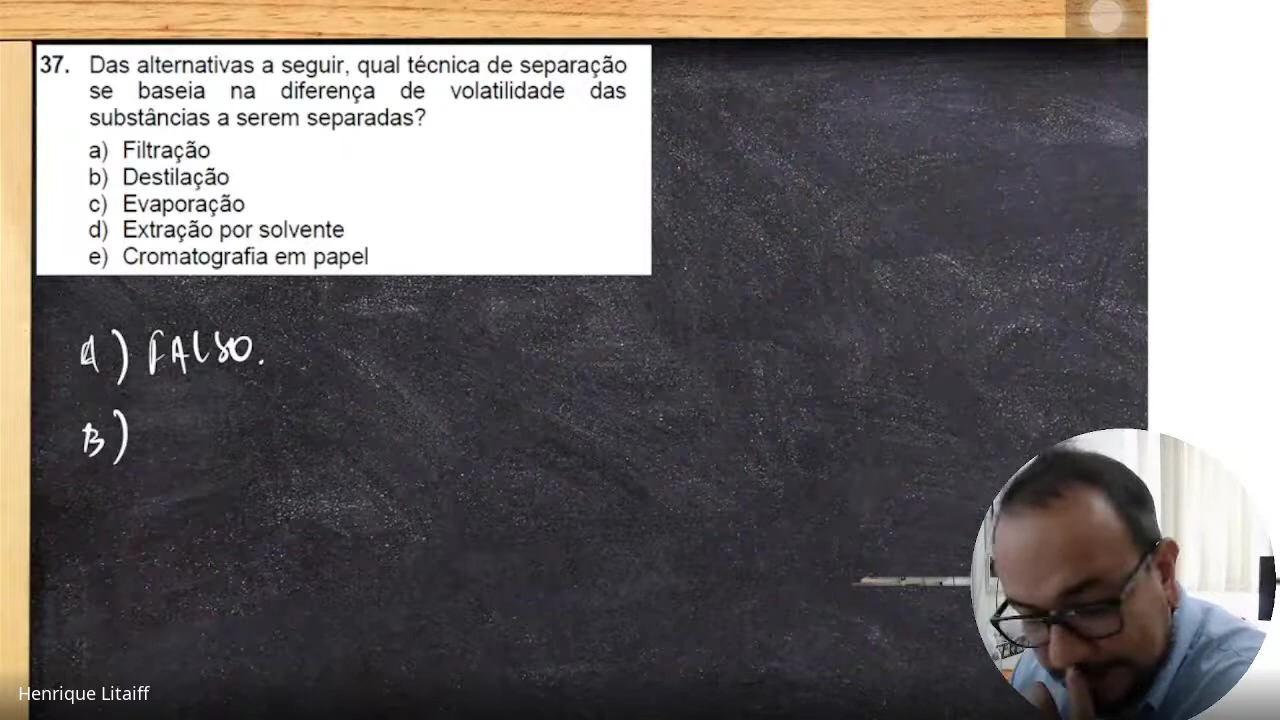 37. Das alternativas a seguir, qual técnica de separação
se baseia na diferença de volatilidade das
substâncias a serem separadas?
a) Filtração
b) Destilação
c) Evaporação
d) Extração por solvente
e) Cromatografia em papel
A) FALSO.
B)
Henrique Litaiff